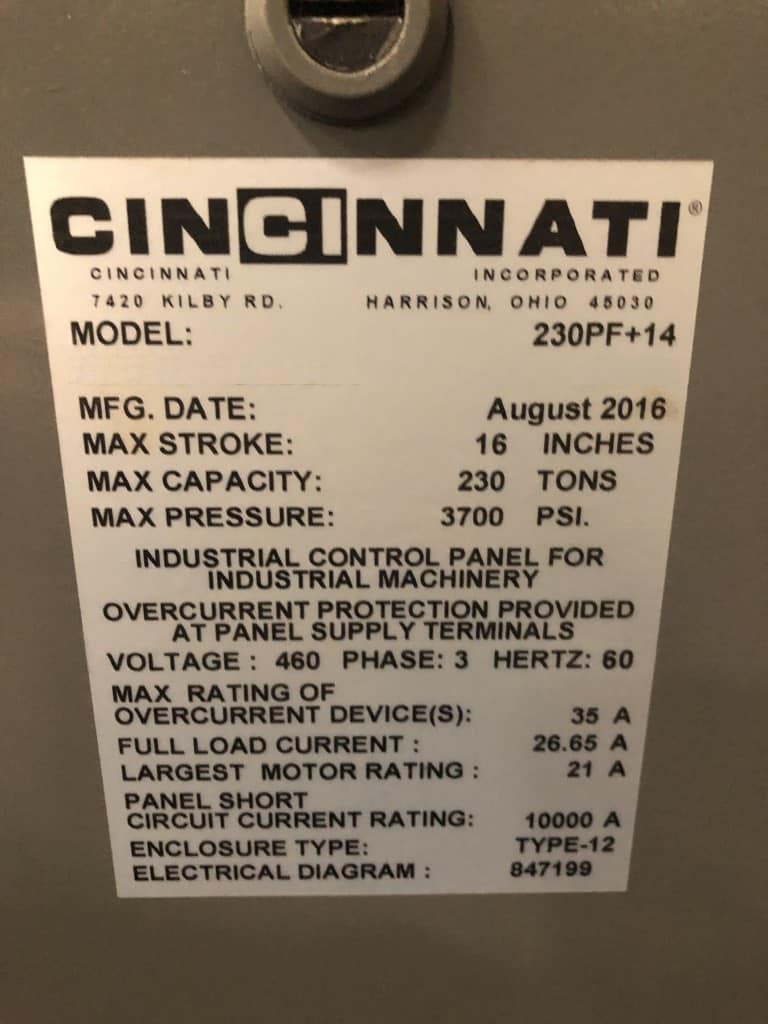 CINCINNATI®
CINCINNATI INCORPORATED
7420 KILBY RD. HARRISON, OHIO 45030
MODEL: 230PF+14
MFG. DATE: August 2016
MAX STROKE: 16 INCHES
MAX CAPACITY: 230 TONS
MAX PRESSURE: 3700 PSI.
INDUSTRIAL CONTROL PANEL FOR
INDUSTRIAL MACHINERY
OVERCURRENT PROTECTION PROVIDED
AT PANEL SUPPLY TERMINALS
VOLTAGE : 460 PHASE: 3 HERTZ: 60
MAX RATING OF
OVERCURRENT DEVICE(S): 35 A
FULL LOAD CURRENT : 26.65 A
LARGEST MOTOR RATING : 21 A
PANEL SHORT
CIRCUIT CURRENT RATING: 10000 A
ENCLOSURE TYPE: TYPE-12
ELECTRICAL DIAGRAM : 847199